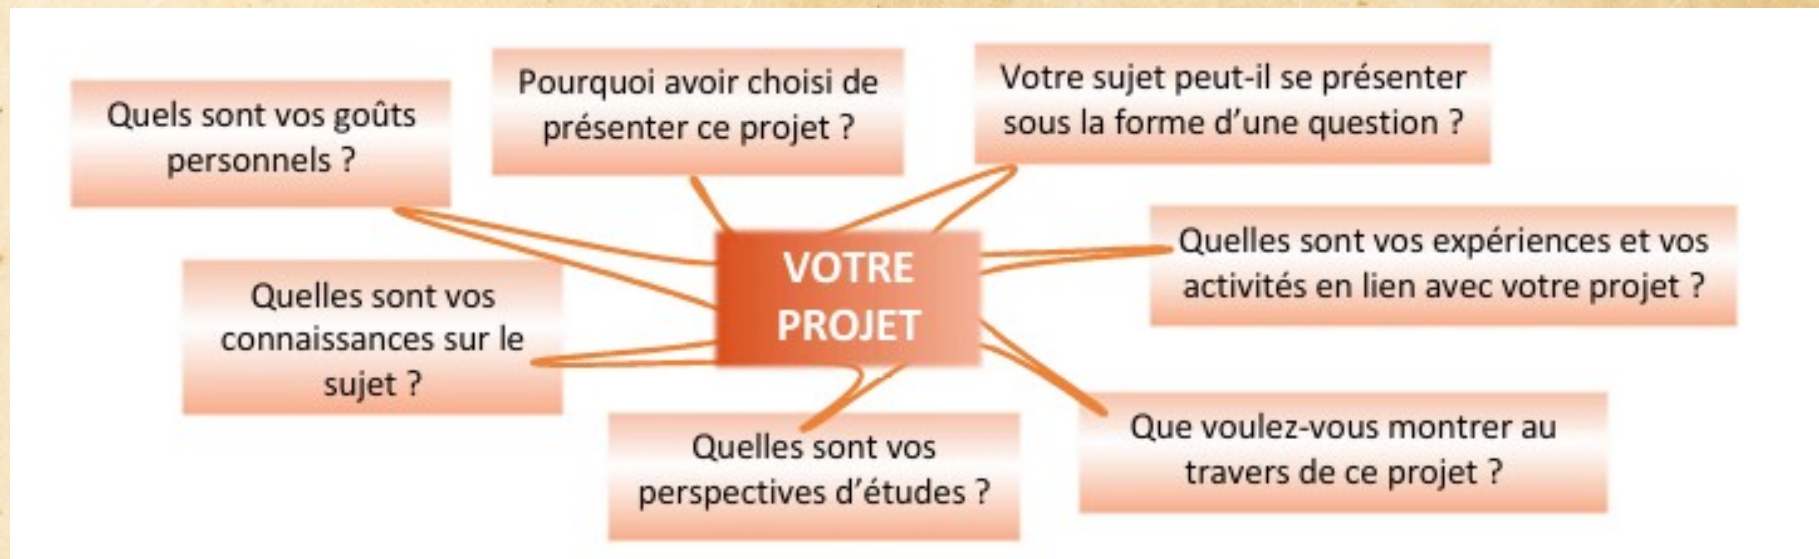 Quels sont vos goûts
personnels ?
Pourquoi avoir choisi de
présenter ce projet ?
Votre sujet peut-il se présenter
sous la forme d'une question ?
Quelles sont vos expériences et vos
activités en lien avec votre projet ?
VOTRE
PROJET
Quelles sont vos
connaissances sur le
sujet ?
Quelles sont vos
perspectives d'études ?
Que voulez-vous montrer au
travers de ce projet ?